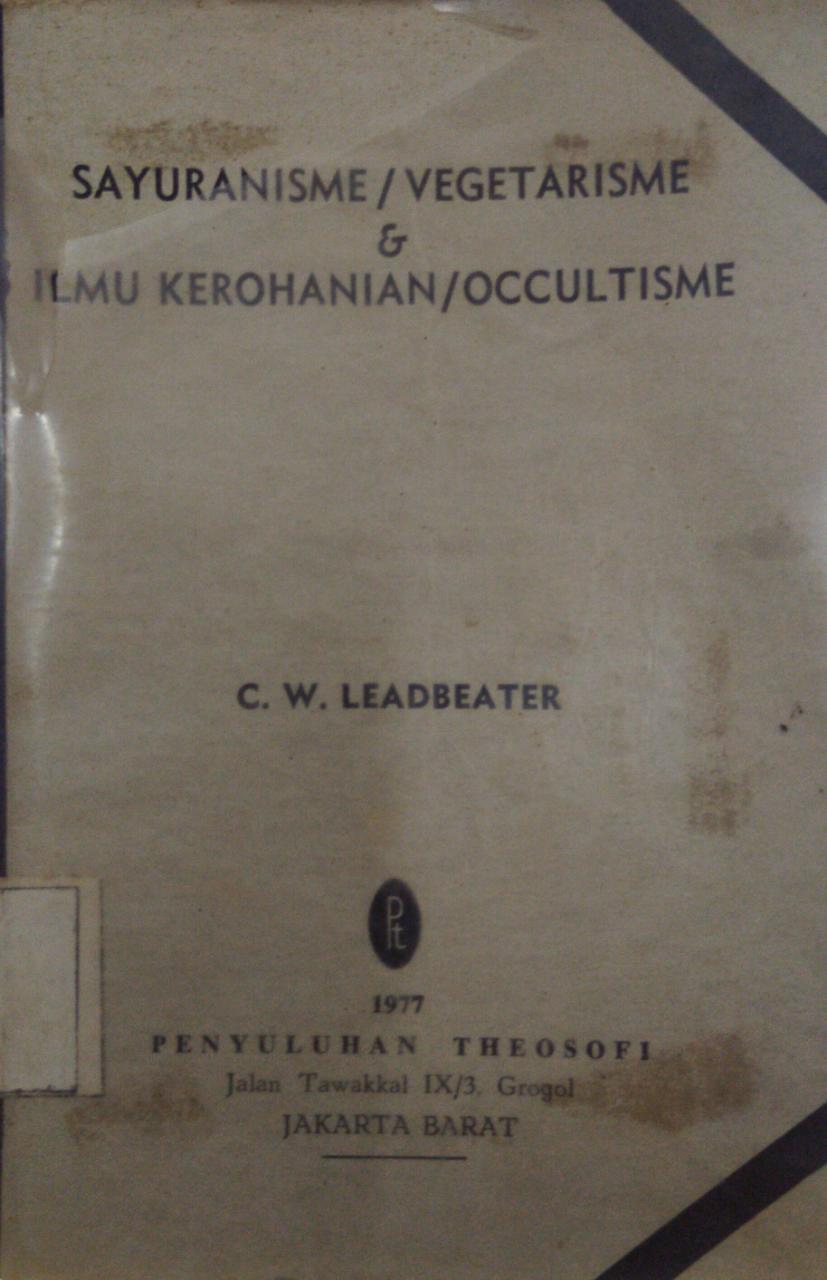 SAYURANISME / VEGETARISME
&
ILMU KEROHANIAN/OCCULTISME
C. W. LEADBEATER
Pt
1977
PENYULUHAN THEOSOFI
Jalan Tawakkal IX/3, Grogol
JAKARTA BARAT